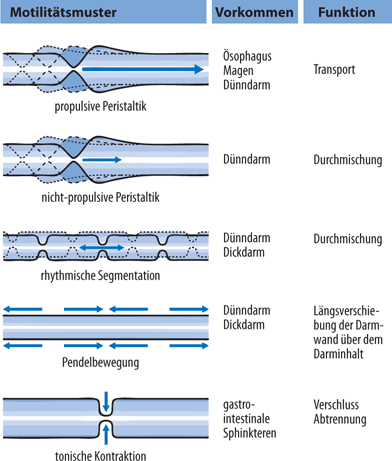 Motilitätsmuster Vorkommen Funktion
Ösophagus
Magen
Dünndarm
Transport
propulsive Peristaltik
Dünndarm
Durchmischung
nicht-propulsive Peristaltik
Dünndarm
Dickdarm
Durchmischung
rhythmische Segmentation
Dünndarm
Dickdarm
Längsverschie-
bung der Darm-
wand über dem
Darminhalt
Pendelbewegung
gastro-
intestinale
Sphinkteren
Verschluss
Abtrennung
tonische Kontraktion